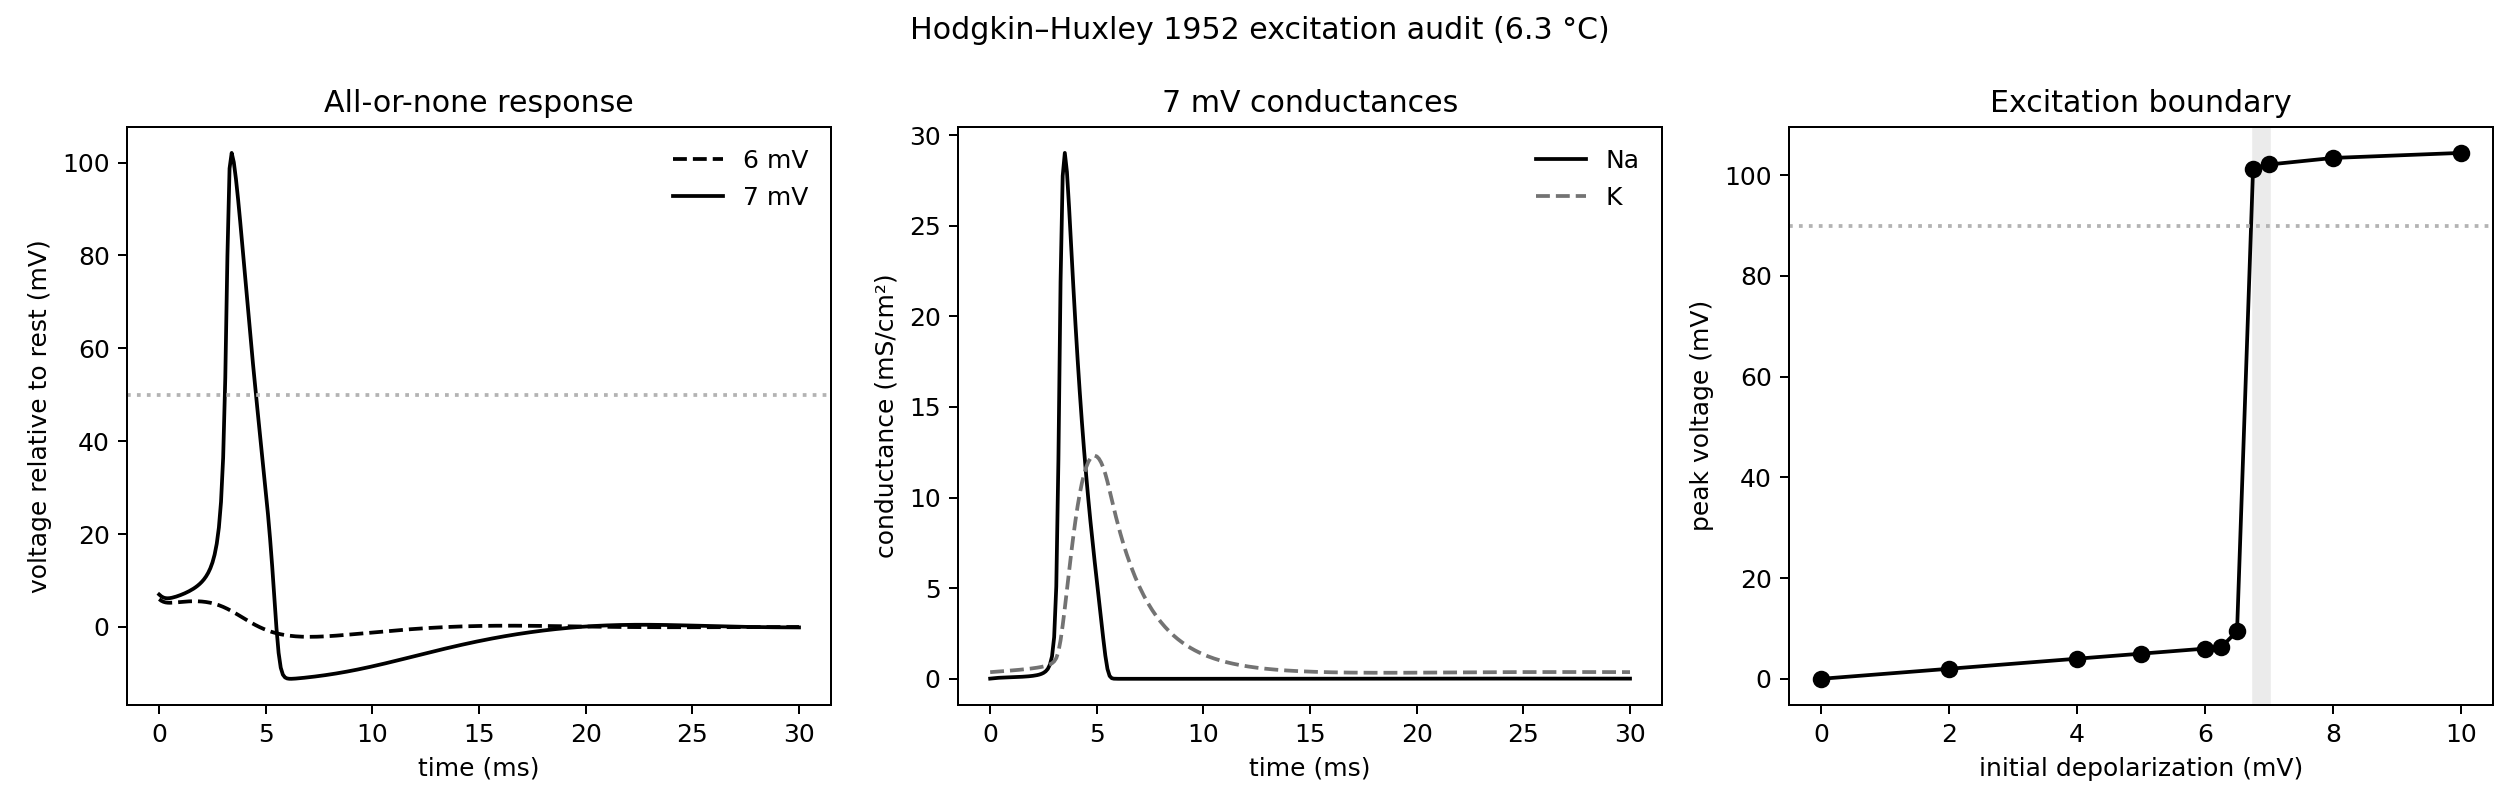 Hodgkin–Huxley 1952 excitation audit (6.3 °C)
All-or-none response
voltage relative to rest (mV)
100
80
60
40
20
0
6 mV
7 mV
0 5 10 15 20 25 30
time (ms)
7 mV conductances
conductance (mS/cm²)
30
25
20
15
10
5
0
Na
K
0 5 10 15 20 25 30
time (ms)
Excitation boundary
peak voltage (mV)
100
80
60
40
20
0
0 2 4 6 8 10
initial depolarization (mV)